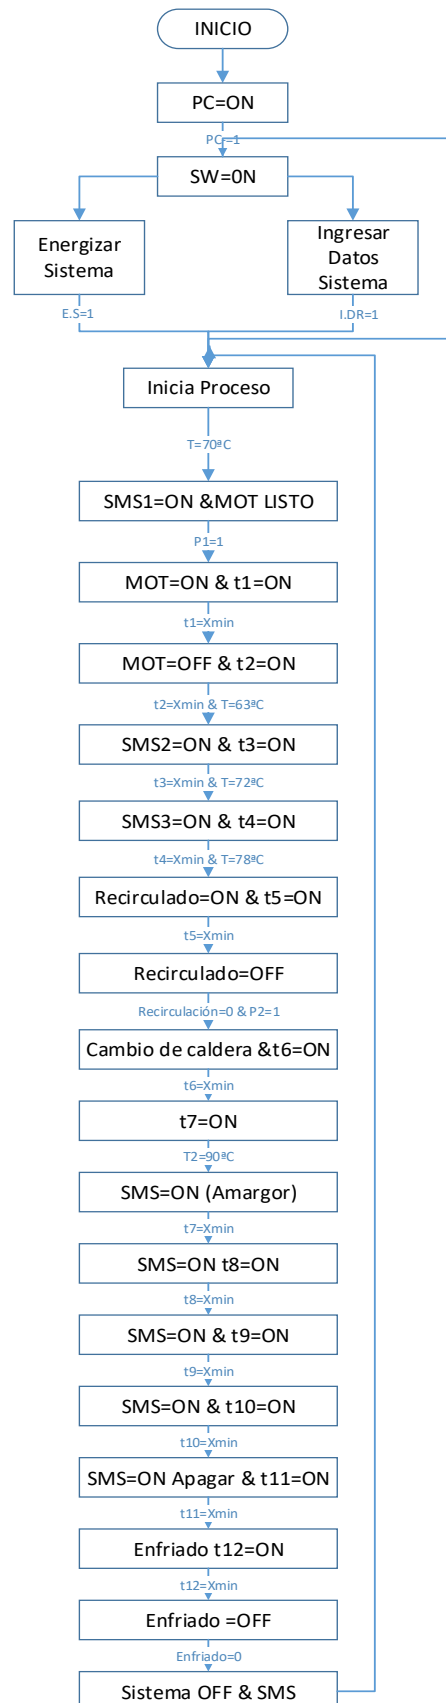 INICIO
PC=ON
PC =1
SW=0N
Energizar
Sistema
Ingresar
Datos
Sistema
E.S=1
I.DR=1
Inicia Proceso
T=70ºC
SMS1=ON &MOT LISTO
P1=1
MOT=ON & t1=ON
t1=Xmin
MOT=OFF & t2=ON
t2=Xmin & T=63ªC
SMS2=ON & t3=ON
t3=Xmin & T=72ªC
SMS3=ON & t4=ON
t4=Xmin & T=78ªC
Recirculado=ON & t5=ON
t5=Xmin
Recirculado=OFF
Recirculación=0 & P2=1
Cambio de caldera &t6=ON
t6=Xmin
t7=ON
T2=90ªC
SMS=ON (Amargor)
t7=Xmin
SMS=ON t8=ON
t8=Xmin
SMS=ON & t9=ON
t9=Xmin
SMS=ON & t10=ON
t10=Xmin
SMS=ON Apagar & t11=ON
t11=Xmin
Enfriado t12=ON
t12=Xmin
Enfriado =OFF
Enfriado=0
Sistema OFF & SMS